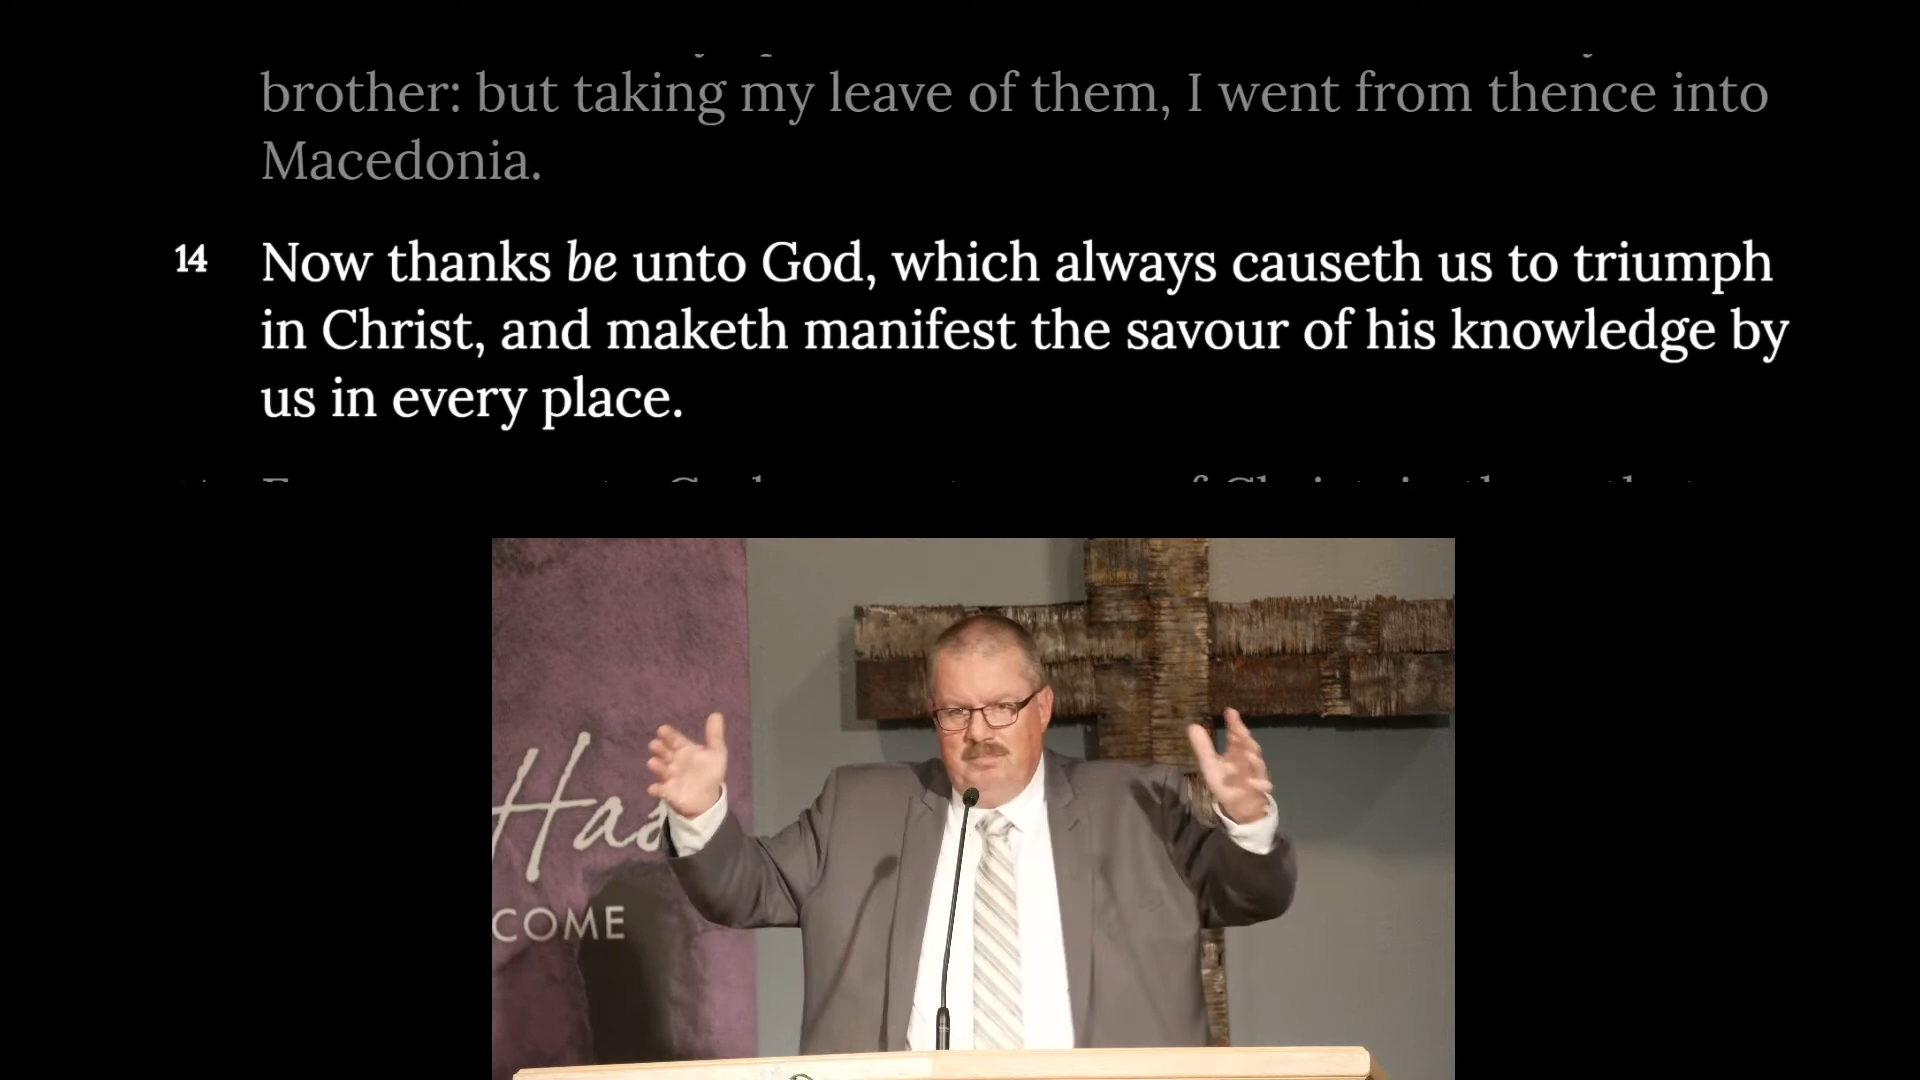 brother: but taking my leave of them, I went from thence into
Macedonia.
14 Now thanks be unto God, which always causeth us to triumph
in Christ, and maketh manifest the savour of his knowledge by
us in every place.
Has
COME